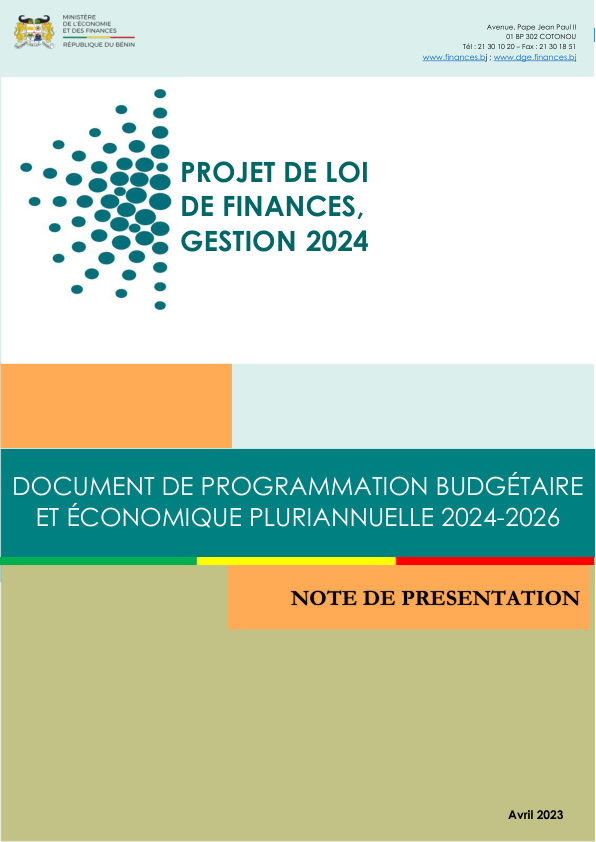 MINISTÈRE
DE L'ÉCONOMIE
ET DES FINANCES
RÉPUBLIQUE DU BÉNIN
Avenue, Pape Jean Paul II
01 BP 302 COTONOU
Tél : 21 30 10 20 – Fax : 21 30 18 51
www.finances.bj ; www.dge.finances.bj
PROJET DE LOI
DE FINANCES,
GESTION 2024
DOCUMENT DE PROGRAMMATION BUDGÉTAIRE
ET ÉCONOMIQUE PLURIANNUELLE 2024-2026
NOTE DE PRESENTATION
Avril 2023